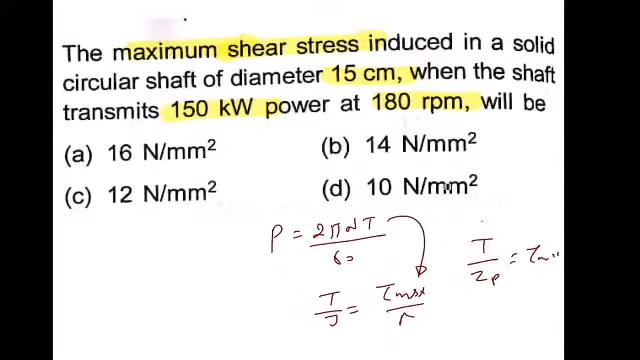 The maximum shear stress induced in a solid
circular shaft of diameter 15 cm, when the shaft
transmits 150 kW power at 180 rpm, will be
(a) 16 N/mm² (b) 14 N/mm²
(c) 12 N/mm² (d) 10 N/mm²
P = 2πNT / 60
T / Zp = τm
T / J = τmax / r